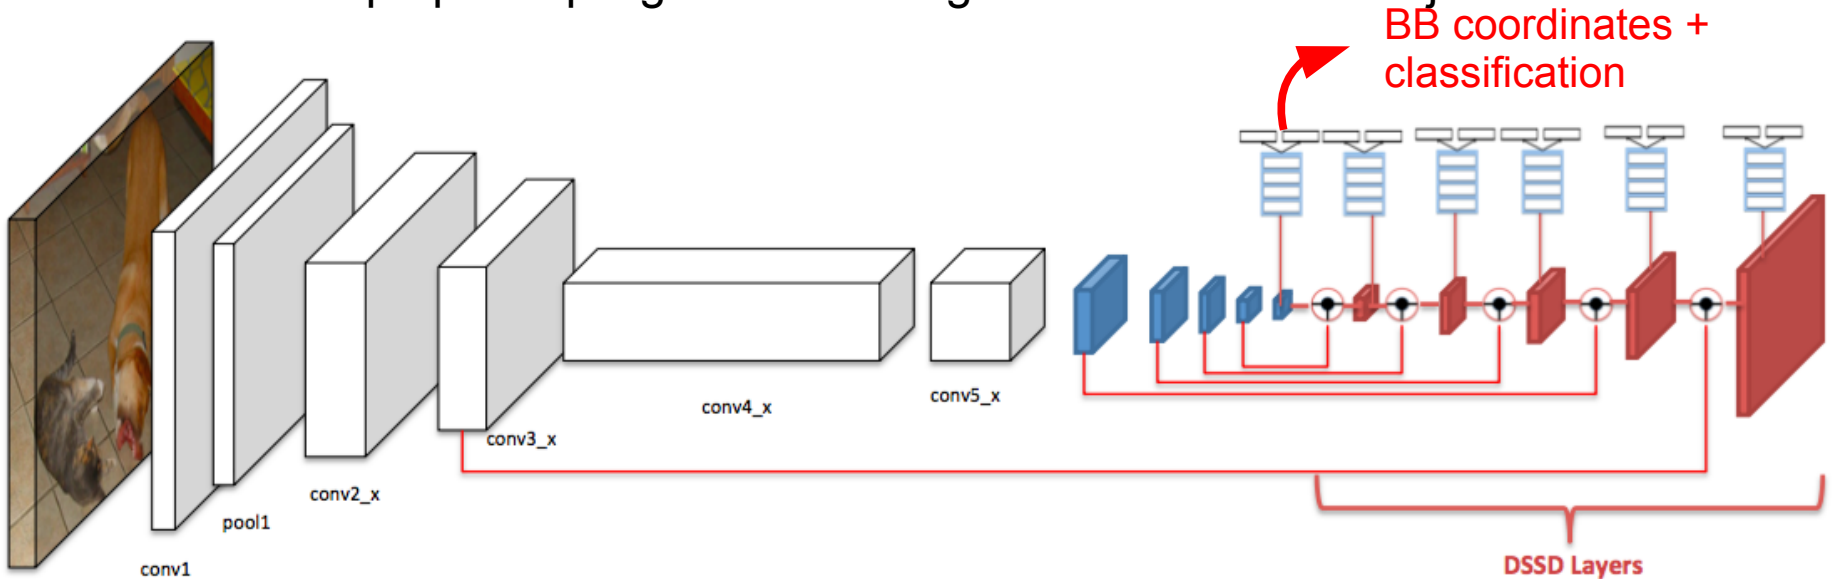 BB coordinates +
classification
conv1
pool1
conv2_x
conv3_x
conv4_x
conv5_x
DSSD Layers